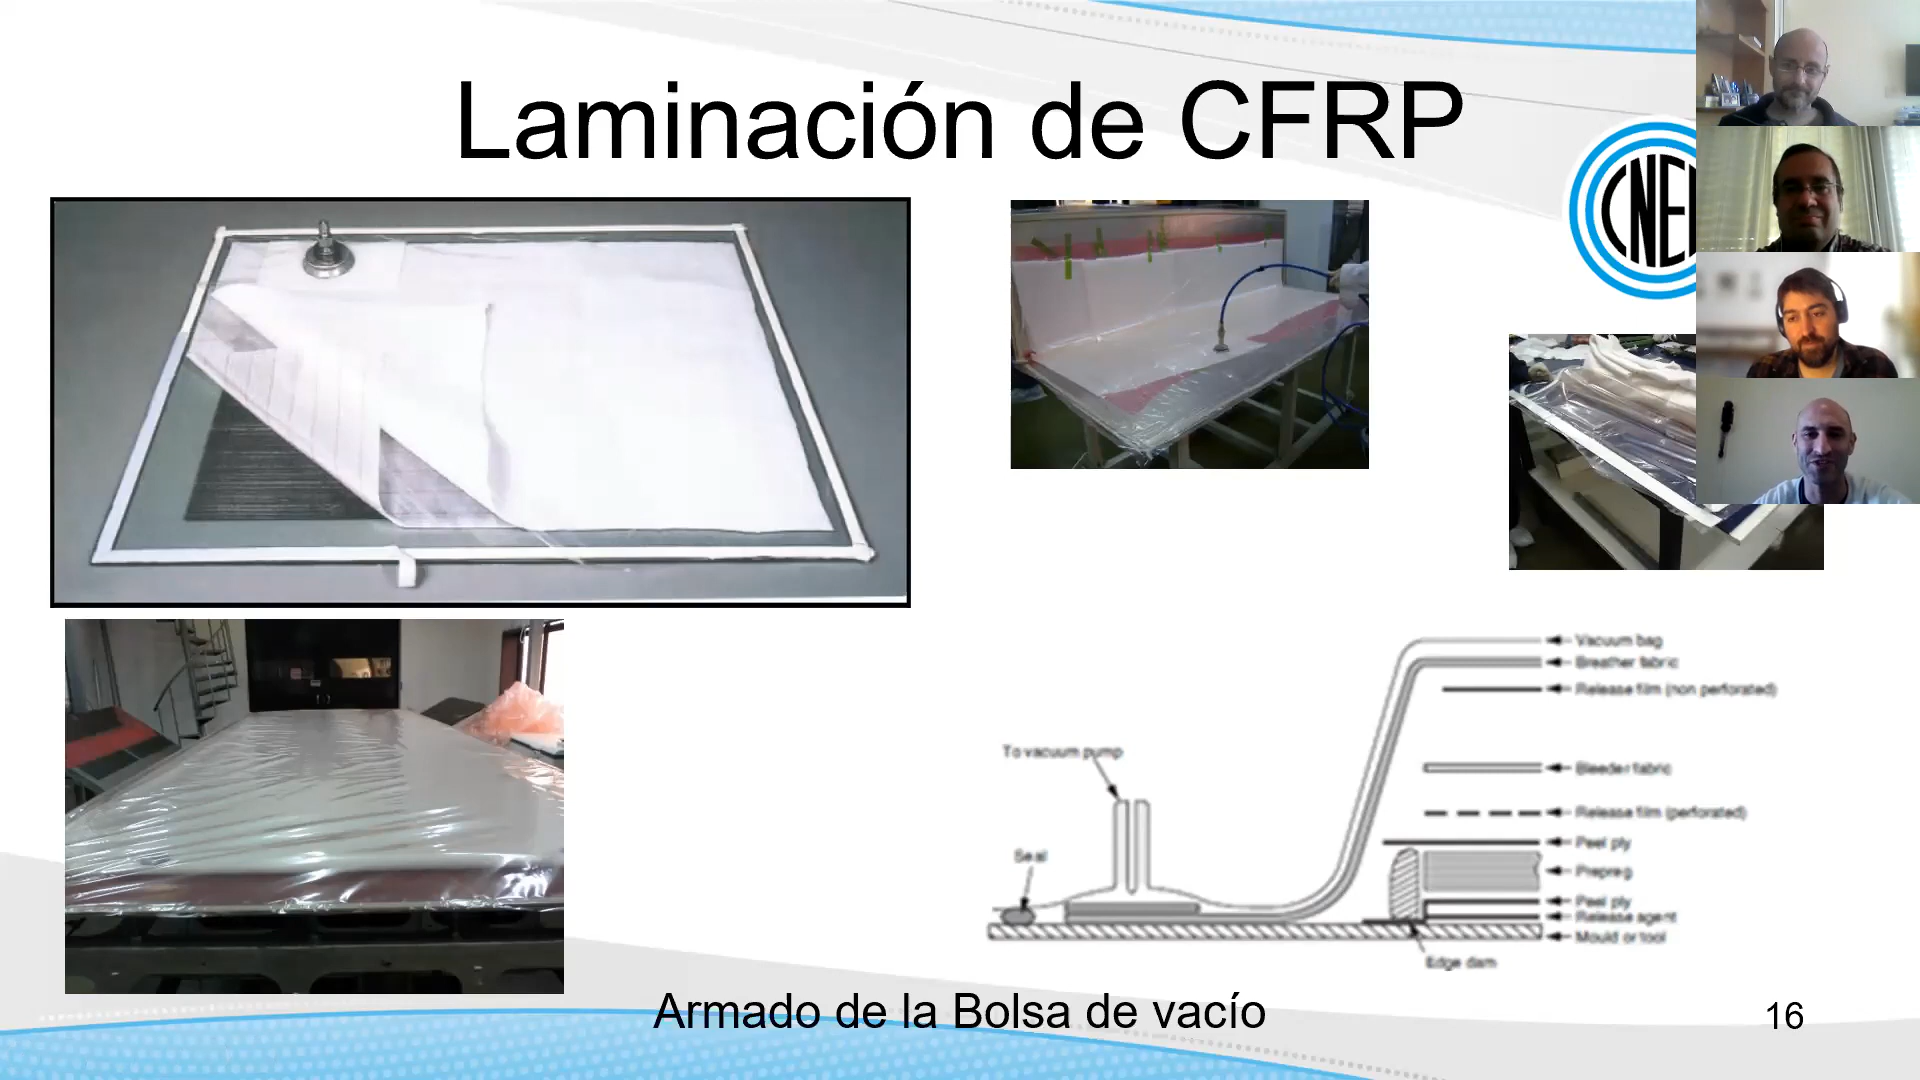 Laminación de CFRP
CNE
Vacuum bag
Breather fabric
Release film (non perforated)
To vacuum pump
Bleeder fabric
Release film (perforated)
Peel ply
Seal
Prepreg
Peel ply
Release agent
Mould or tool
Edge dam
Armado de la Bolsa de vacío
16